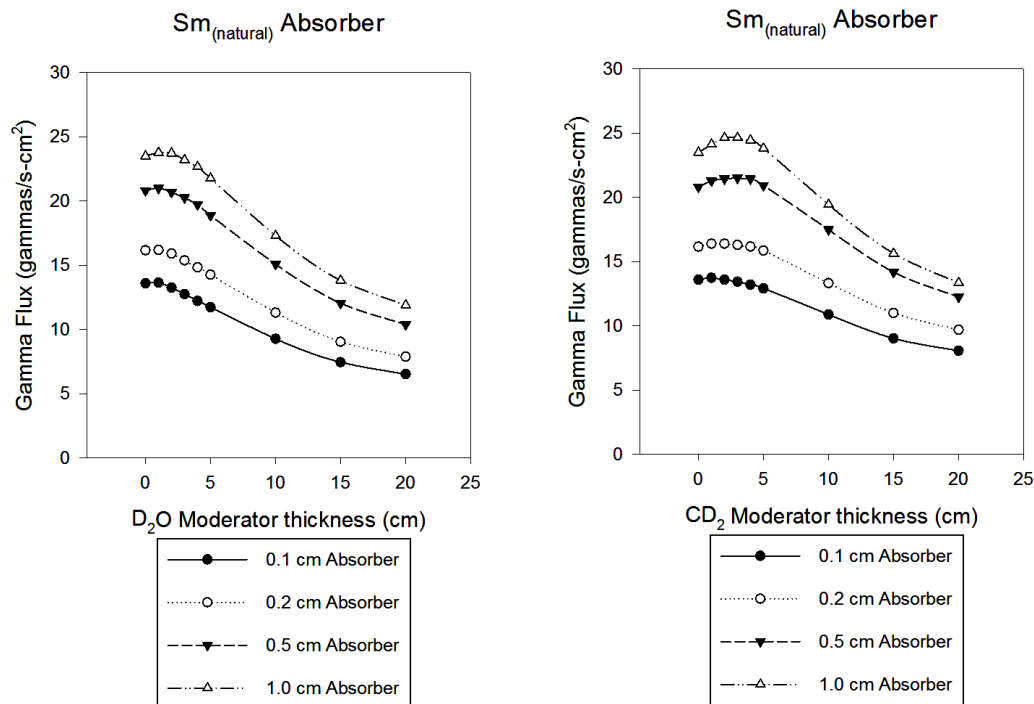 Sm(natural) Absorber
30
25
20
15
10
5
0
Gamma Flux (gammas/s-cm²)
0 5 10 15 20 25
D₂O Moderator thickness (cm)
0.1 cm Absorber
0.2 cm Absorber
0.5 cm Absorber
1.0 cm Absorber
Sm(natural) Absorber
30
25
20
15
10
5
0
Gamma Flux (gammas/s-cm²)
0 5 10 15 20 25
CD₂ Moderator thickness (cm)
0.1 cm Absorber
0.2 cm Absorber
0.5 cm Absorber
1.0 cm Absorber